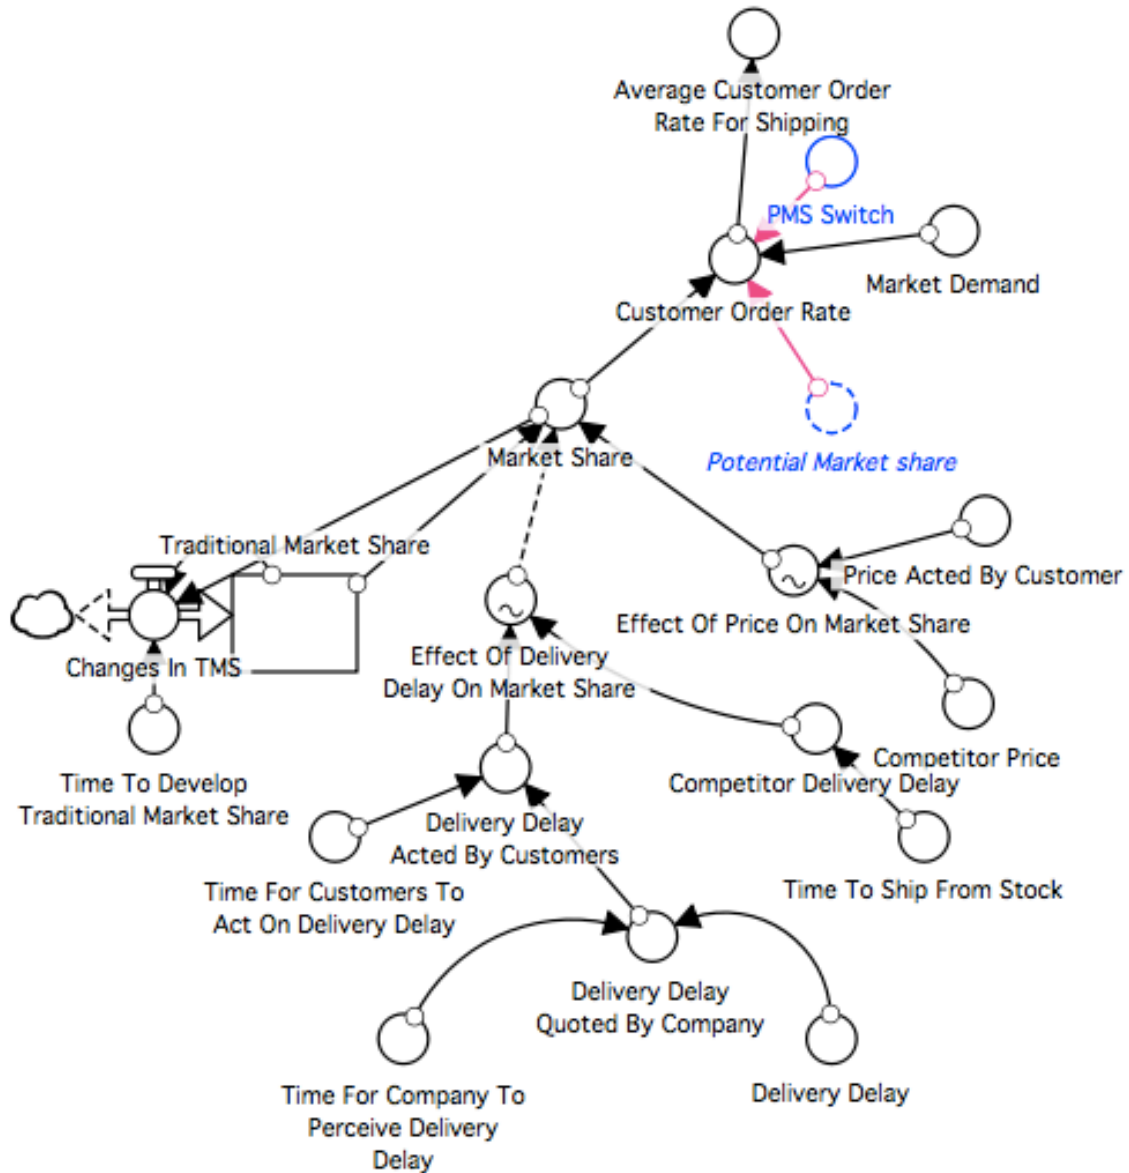 Average Customer Order
Rate For Shipping
PMS Switch
Market Demand
Customer Order Rate
Potential Market share
Market Share
Traditional Market Share
Price Acted By Customer
Effect Of Price On Market Share
Effect Of Delivery
Delay On Market Share
Changes In TMS
Competitor Price
Competitor Delivery Delay
Time To Develop
Traditional Market Share
Delivery Delay
Acted By Customers
Time For Customers To
Act On Delivery Delay
Time To Ship From Stock
Delivery Delay
Quoted By Company
Time For Company To
Perceive Delivery
Delay
Delivery Delay